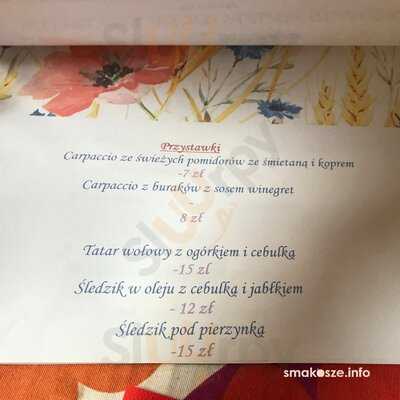 Przystawki
Carpaccio ze świeżych pomidorów ze śmietaną i koprem
-7 zł
Carpaccio z buraków z sosem winegret
-
8 zł
Tatar wołowy z ogórkiem i cebulką
-15 zł
Śledzik w oleju z cebulką i jabłkiem
- 12 zł
Śledzik pod pierzynką
-15 zł
smakosze.info